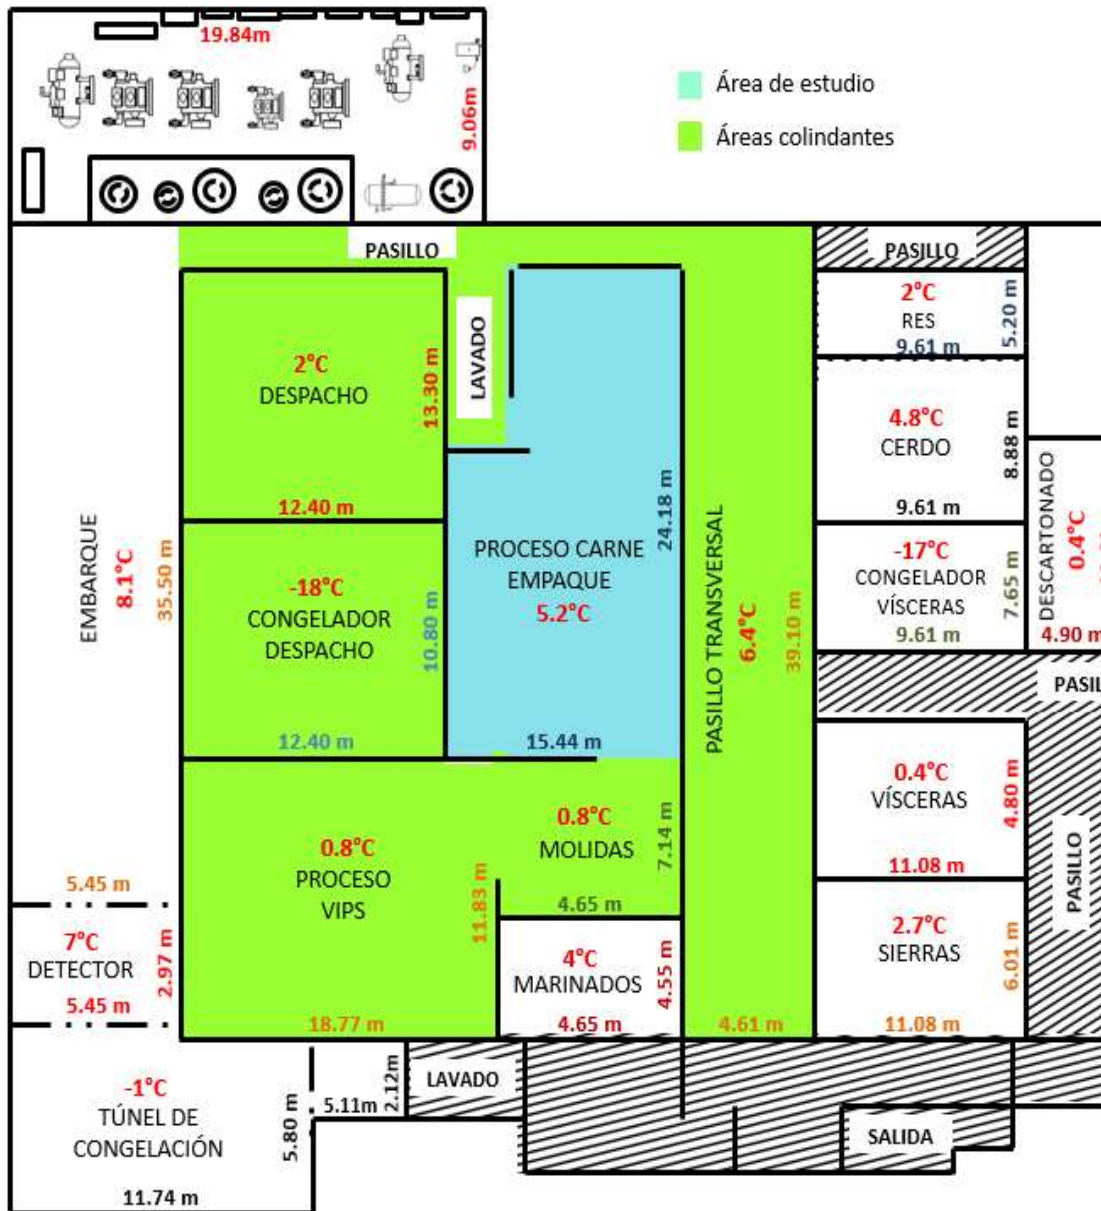 19.84m
9.06m
Área de estudio
Áreas colindantes
PASILLO
PASILLO
LAVADO
2°C
DESPACHO
13.30 m
12.40 m
2°C
RES
9.61 m
5.20 m
4.8°C
CERDO
9.61 m
8.88 m
EMBARQUE
8.1°C
35.50 m
-18°C
CONGELADOR
DESPACHO
10.80 m
12.40 m
PROCESO CARNE
EMPAQUE
5.2°C
24.18 m
15.44 m
PASILLO TRANSVERSAL
6.4°C
39.10 m
-17°C
CONGELADOR
VÍSCERAS
9.61 m
7.65 m
DESCARTONADO
0.4°C
4.90 m
PASILL
0.4°C
VÍSCERAS
4.80 m
11.08 m
PASILLO
0.8°C
PROCESO
VIPS
11.83 m
18.77 m
0.8°C
MOLIDAS
7.14 m
4.65 m
5.45 m
7°C
DETECTOR
2.97 m
5.45 m
4°C
MARINADOS
4.55 m
4.65 m
4.61 m
2.7°C
SIERRAS
6.01 m
11.08 m
-1°C
TÚNEL DE
CONGELACIÓN
5.80 m
11.74 m
5.11m
2.12m
LAVADO
SALIDA